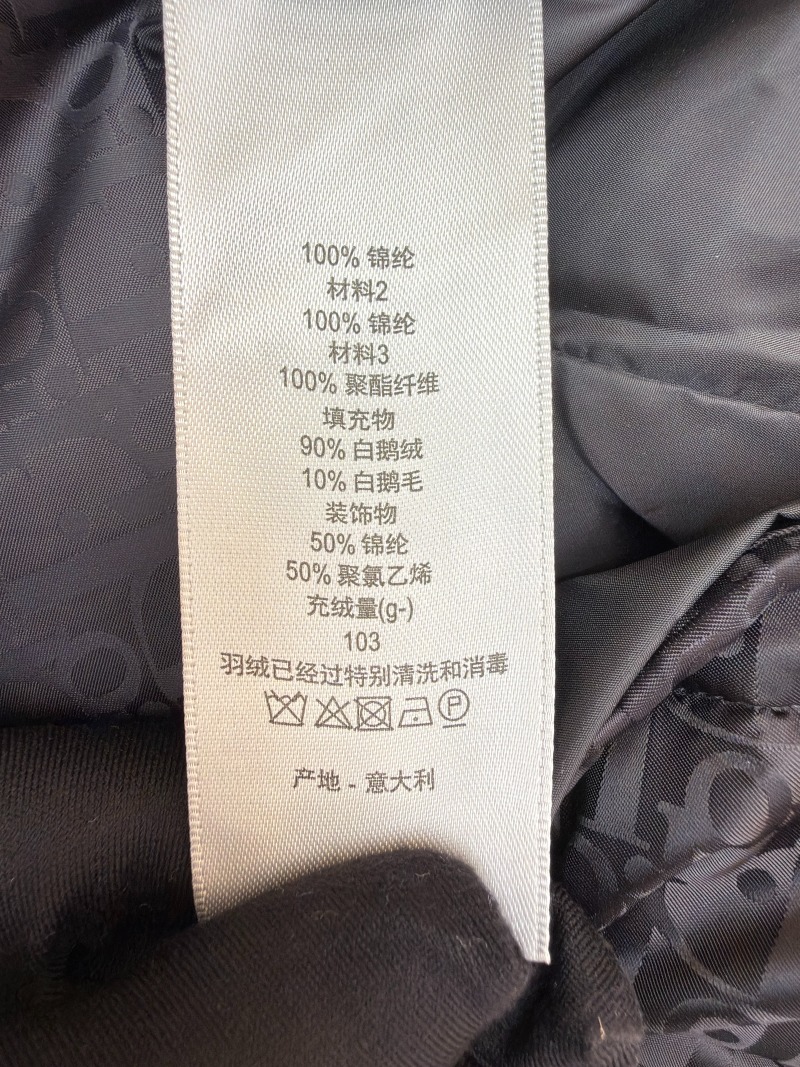 100% 锦纶
材料2
100% 锦纶
材料3
100% 聚酯纤维
填充物
90% 白鹅绒
10% 白鹅毛
装饰物
50% 锦纶
50% 聚氯乙烯
充绒量(g-)
103
羽绒已经过特别清洗和消毒
P
产地 - 意大利